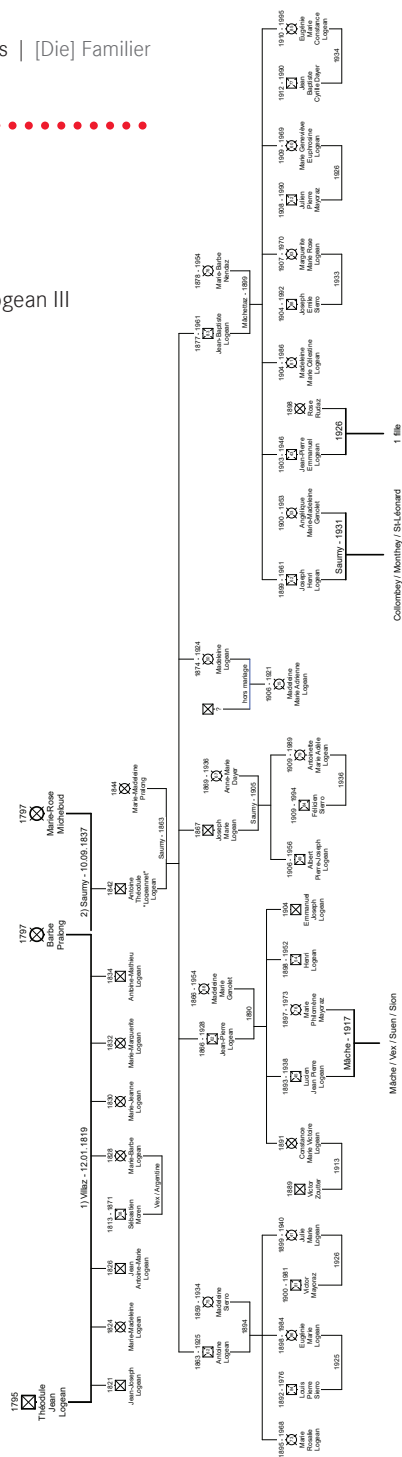 s | [Die] Familier
ogean III
1795
Théodule
Jean
Logean
1) Villaz - 12.01.1819
1797
Barbe
Pralong
2) Saumy - 10.09.1837
1797
Marie-Rose
Micheloud
1821
Jean-Joseph
Logean
1824
Marie-Madeleine
Logean
1826
Jean
Antoine-Marie
Logean
1813 - 1871
Sébastien
Moren
Vex / Argentine
1828
Marie-Barbe
Logean
1830
Marie-Jeanne
Logean
1832
Marie-Marguerite
Logean
1834
Antoine-Mathieu
Logean
1842
Antoine
Théodule
Logean
Saumy - 1863
1844
Marie-Madeleine
Pralong
1863 - 1925
Antoine
Logean
1894
1859 - 1934
Madeleine
Sierro
1866 - 1928
Jean-Pierre
Logean
1890
1866 - 1954
Madeleine
Marie
Genolet
1867
Joseph
Marie
Logean
Saumy - 1905
1869 - 1936
Anne-Marie
Dayer
?
hors mariage
1874 - 1924
Madeleine
Logean
1877 - 1961
Jean-Baptiste
Logean
Mâchettaz - 1899
1878 - 1954
Marie-Barbe
Nendaz
1895 - 1968
Marie
Rosalie
Logean
1892 - 1976
Louis
Pierre
Sierro
1925
1898 - 1984
Eugénie
Marie
Logean
1900 - 1981
Victor
Mayoraz
1926
1899 - 1940
Julie
Marie
Logean
1889
Victor
Zoutter
1913
1891
Constance
Marie Victoire
Logean
1893 - 1938
Lucien
Jean Pierre
Logean
Mâche - 1917
1897 - 1973
Marie
Philomène
Mayoraz
1898 - 1952
Henri
Logean
1904
Emmanuel
Joseph
Logean
1906 - 1956
Albert
Pierre-Joseph
Logean
1909 - 1994
Félicien
Sierro
1936
1909 - 1989
Antoinette
Marie Adèle
Logean
1906 - 1921
Madeleine
Marie Adrienne
Logean
1899 - 1961
Joseph
Henri
Logean
Saumy - 1931
1900 - 1953
Angélique
Marie-Madeleine
Genolet
1903 - 1946
Jean-Pierre
Emmanuel
Logean
1926
1898
Rose
Rudaz
1904 - 1986
Madeleine
Marie Célestine
Logean
1904 - 1992
Joseph
Emile
Sierro
1933
1907 - 1970
Marguerite
Marie Rose
Logean
1908 - 1990
Julien
Pierre
Mayoraz
1926
1909 - 1969
Marie Geneviève
Euphrosine
Logean
1912 - 1990
Jean
Baptiste
Cyrille Dayer
1934
1910 - 1995
Eugénie
Marie
Constance
Logean
Mâche / Vex / Suen / Sion
Collombey / Monthey / St-Léonard
1 fille